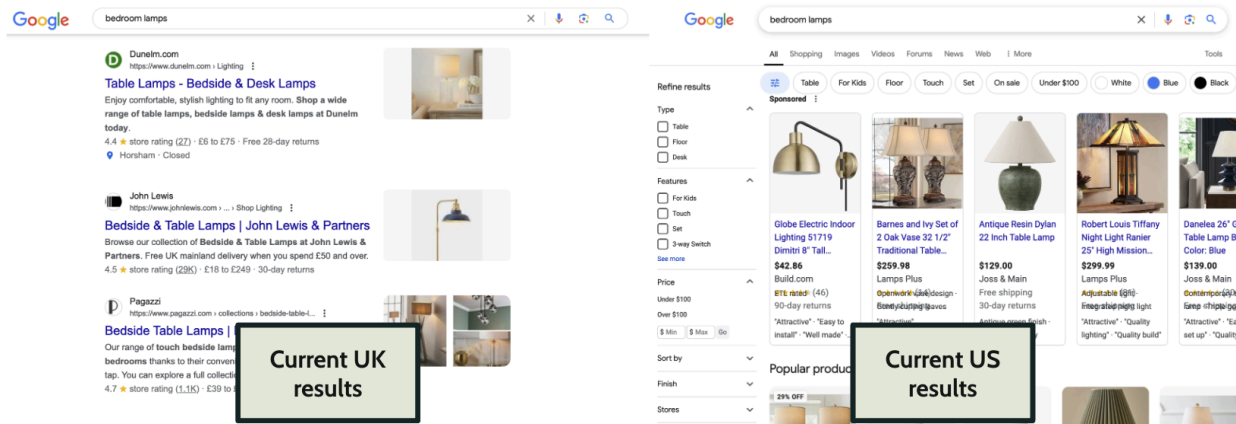 Google
bedroom lamps
Dunelm.com
https://www.dunelm.com › Lighting
Table Lamps - Bedside & Desk Lamps
Enjoy comfortable, stylish lighting to fit any room. Shop a wide
range of table lamps, bedside lamps & desk lamps at Dunelm
today.
4.4 ★ store rating (27) · £6 to £75 · Free 28-day returns
Horsham · Closed
John Lewis
https://www.johnlewis.com › ... › Shop Lighting
Bedside & Table Lamps | John Lewis & Partners
Browse our collection of Bedside & Table Lamps at John Lewis &
Partners. Free UK mainland delivery when you spend £50 and over.
4.5 ★ store rating (29K) · £18 to £249 · 30-day returns
Pagazzi
https://www.pagazzi.com › collections › bedside-table-l...
Bedside Table Lamps |
Our range of touch bedside lamp
bedrooms thanks to their conven
tap. You can explore a full collectio
4.7 ★ store rating (1.1K) · £39 to
Current UK
results
Google
bedroom lamps
All Shopping Images Videos Forums News Web More Tools
Refine results
Type
Table
Floor
Desk
Features
For Kids
Touch
Set
3-way Switch
See more
Price
Under $100
Over $100
$ Min $ Max Go
Sort by
Finish
Stores
Table For Kids Floor Touch Set On sale Under $100 White Blue Black
Sponsored
Globe Electric Indoor
Lighting 51719
Dimitri 8" Tall...
$42.86
Build.com
(46)
90-day returns
"Attractive" · "Easy to
install" · "Well made" ·
Barnes and Ivy Set of
2 Oak Vase 32 1/2"
Traditional Table...
$259.98
Lamps Plus
"Attractive"
Antique Resin Dylan
22 Inch Table Lamp
$129.00
Joss & Main
Free shipping
30-day returns
Antique green finish ·
Robert Louis Tiffany
Night Light Ranier
25" High Mission...
$299.99
Lamps Plus
"Attractive" · "Quality
lighting" · "Quality build"
Danelea 26"
Table Lamp B
Color: Blue
$139.00
Joss & Main
"Attractive" · "Ea
set up" · "Qualit
Popular produc
29% OFF
Current US
results